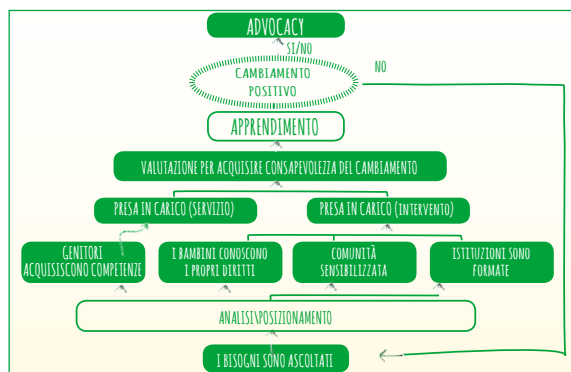 ADVOCACY
SI/NO
CAMBIAMENTO
POSITIVO
NO
APPRENDIMENTO
VALUTAZIONE PER ACQUISIRE CONSAPEVOLEZZA DEL CAMBIAMENTO
PRESA IN CARICO (SERVIZIO)
PRESA IN CARICO (INTERVENTO)
GENITORI
ACQUISISCONO COMPETENZE
I BAMBINI CONOSCONO
I PROPRI DIRITTI
COMUNITÀ
SENSIBILIZZATA
ISTITUZIONI SONO
FORMATE
ANALISI\POSIZIONAMENTO
I BISOGNI SONO ASCOLTATI